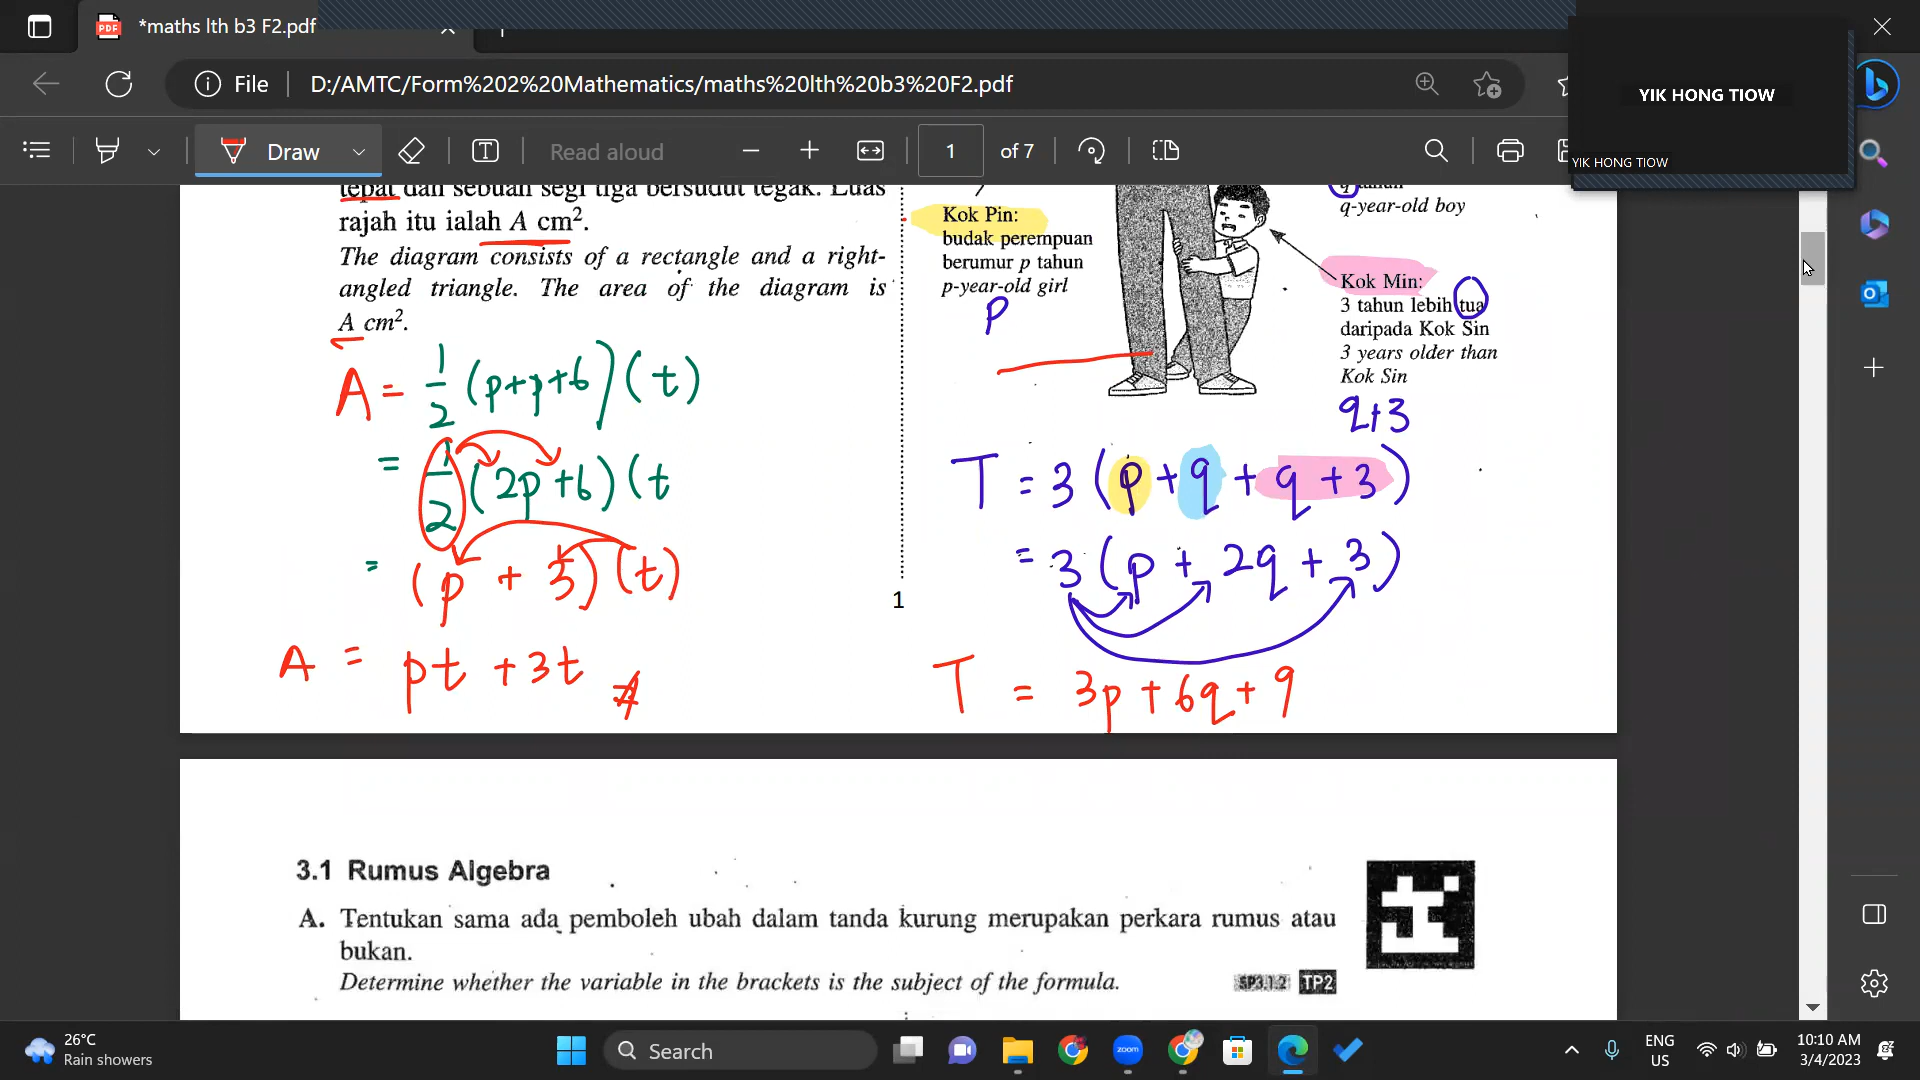 *maths lth b3 F2.pdf
File
D:/AMTC/Form%202%20Mathematics/maths%20lth%20b3%20F2.pdf
YIK HONG TIOW
YIK HONG TIOW
Draw
Read aloud
1
of 7
tepat dan sebuah segi tiga bersudut tegak. Luas
rajah itu ialah A cm².
The diagram consists of a rectangle and a right-
angled triangle. The area of the diagram is
A cm².
A = 1/2 (p+p+6)(t)
= 1/2 (2p+6)(t
= (p + 3)(t)
A = pt + 3t
Kok Pin:
budak perempuan
berumur p tahun
p-year-old girl
p
q tahun
q-year-old boy
Kok Min:
3 tahun lebih tua
daripada Kok Sin
3 years older than
Kok Sin
q+3
T = 3(p + q + q + 3)
= 3(p + 2q + 3)
T = 3p + 6q + 9
1
3.1 Rumus Algebra
A. Tentukan sama ada pemboleh ubah dalam tanda kurung merupakan perkara rumus atau
bukan.
Determine whether the variable in the brackets is the subject of the formula.
SP3.1.2 TP2
26°C
Rain showers
Search
zoom
ENG
US
10:10 AM
3/4/2023